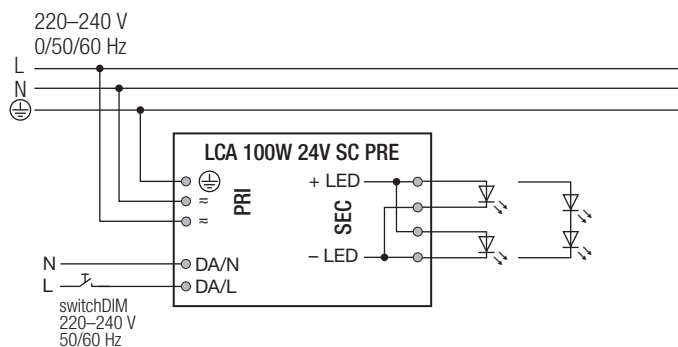 220–240 V
0/50/60 Hz
L
N
LCA 100W 24V SC PRE
PRI
≂
≂
+ LED
SEC
– LED
N
DA/N
L
DA/L
switchDIM
220–240 V
50/60 Hz